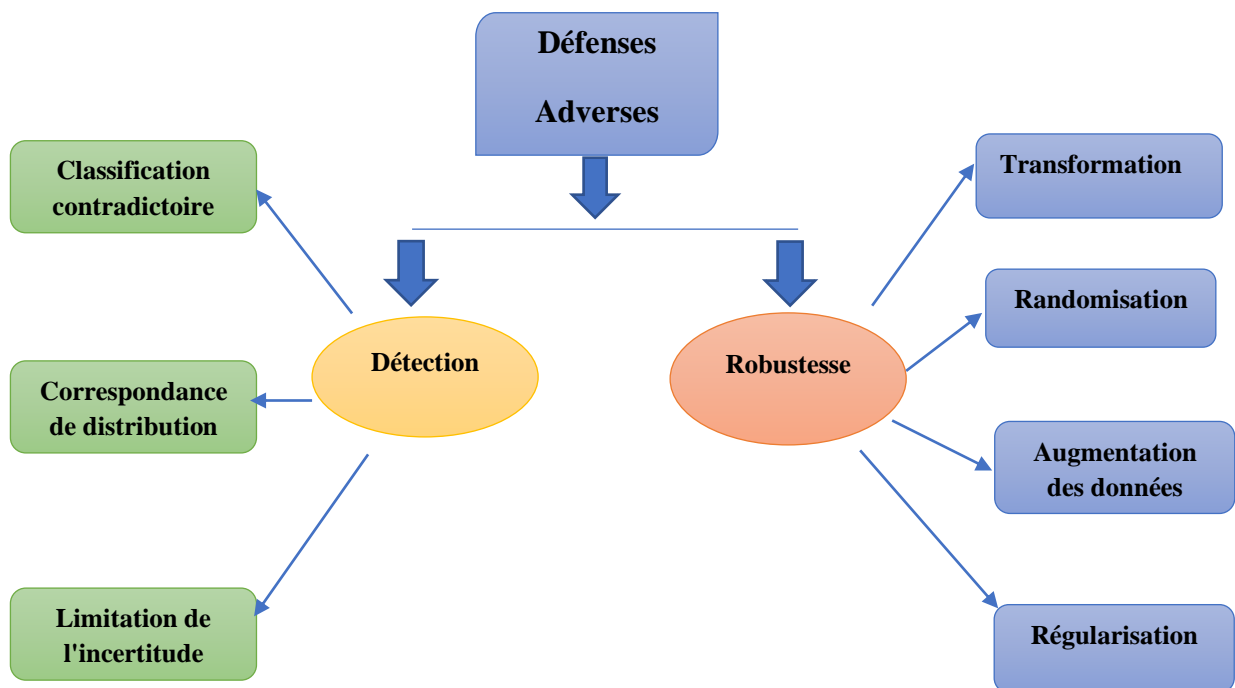 Défenses
Adverses
Classification
contradictoire
Transformation
Randomisation
Détection
Robustesse
Correspondance
de distribution
Augmentation
des données
Limitation de
l'incertitude
Régularisation